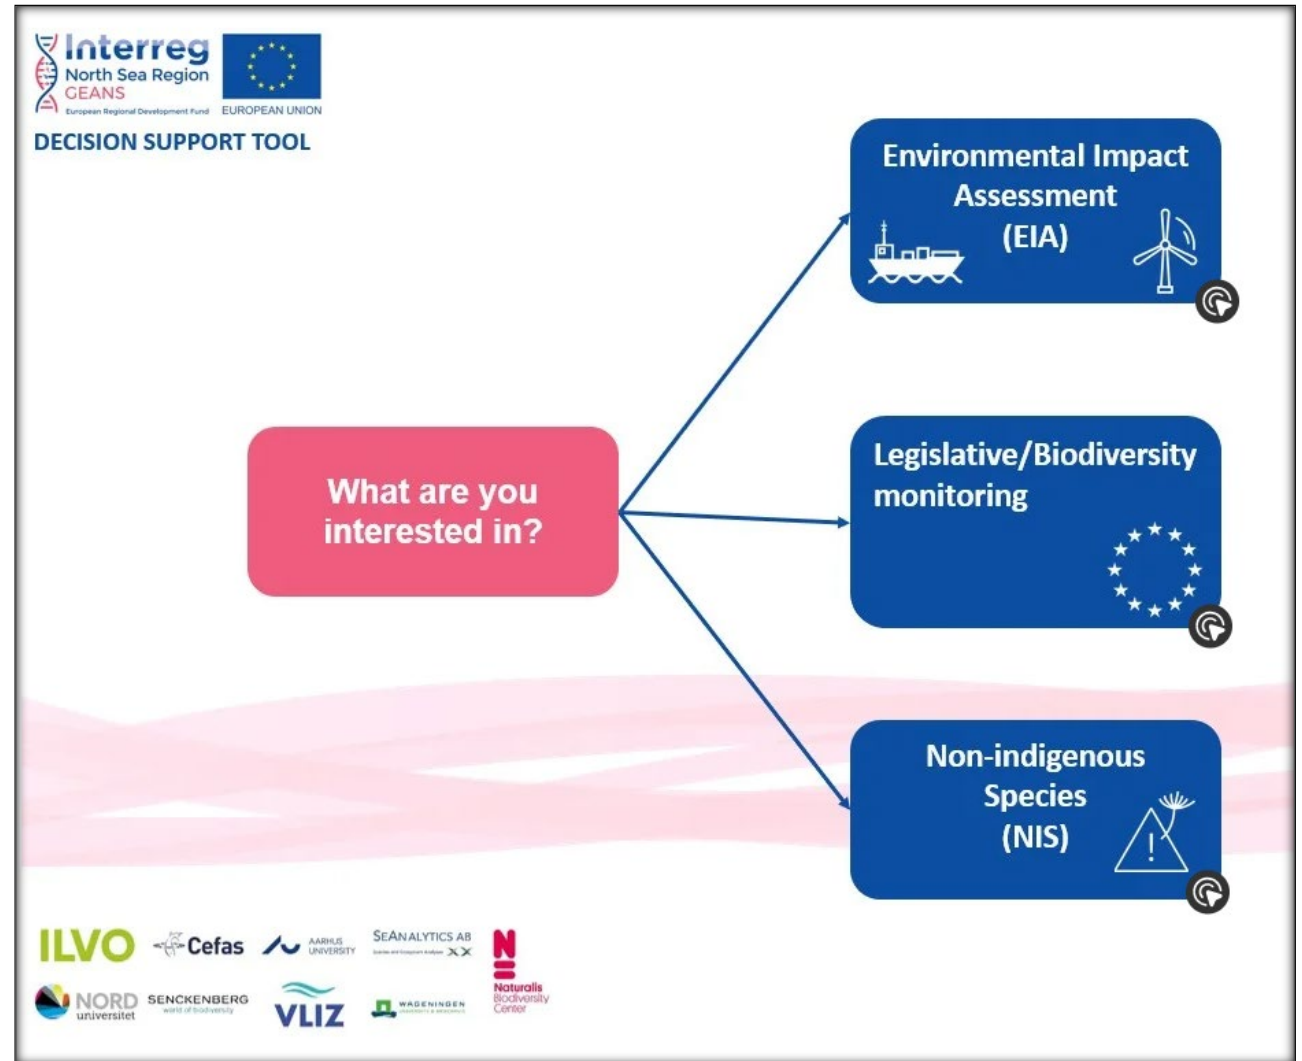 Interreg
North Sea Region
GEANS
European Regional Development Fund
EUROPEAN UNION
DECISION SUPPORT TOOL
Environmental Impact
Assessment
(EIA)
What are you
interested in?
Legislative/Biodiversity
monitoring
Non-indigenous
Species
(NIS)
!
ILVO
Cefas
AARHUS
UNIVERSITY
SEANALYTICS AB
Naturalis
Biodiversity
Center
NORD
universitet
SENCKENBERG
world of biodiversity
VLIZ
WAGENINGEN